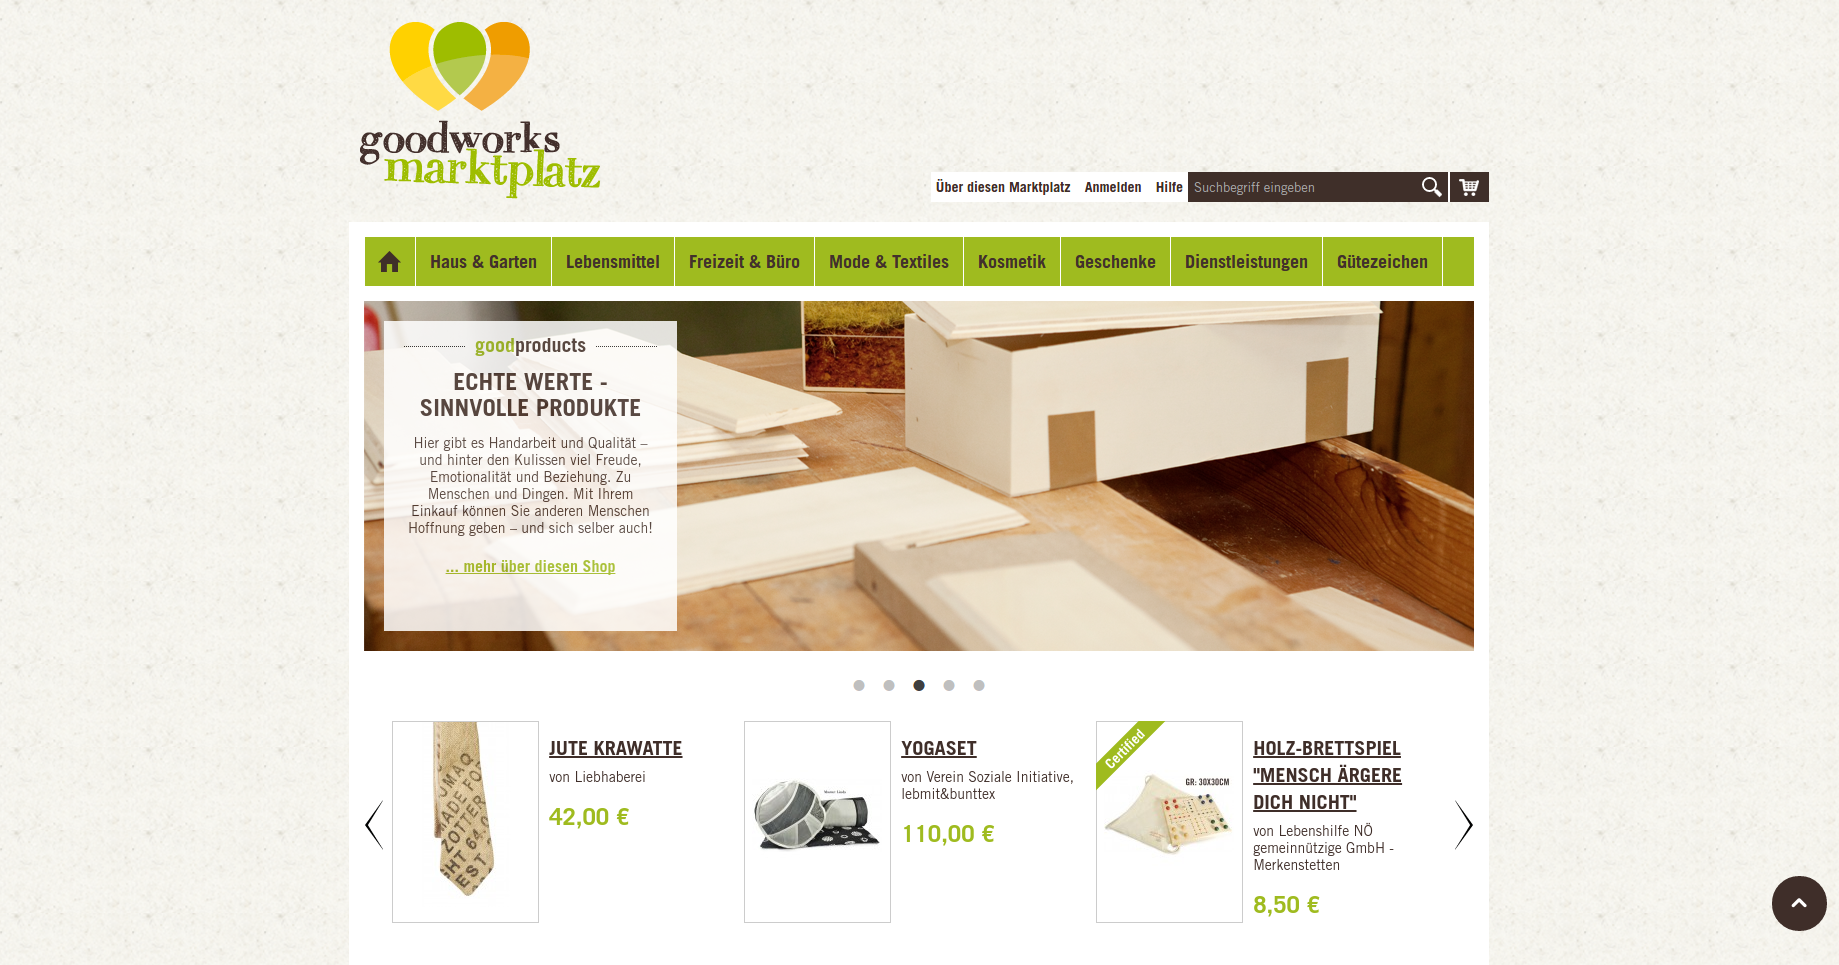 goodworks
marktplatz
Über diesen Marktplatz Anmelden Hilfe Suchbegriff eingeben
Haus & Garten Lebensmittel Freizeit & Büro Mode & Textiles Kosmetik Geschenke Dienstleistungen Gütezeichen
goodproducts
ECHTE WERTE -
SINNVOLLE PRODUKTE
Hier gibt es Handarbeit und Qualität –
und hinter den Kulissen viel Freude,
Emotionalität und Beziehung. Zu
Menschen und Dingen. Mit Ihrem
Einkauf können Sie anderen Menschen
Hoffnung geben – und sich selber auch!
... mehr über diesen Shop
JUTE KRAWATTE
von Liebhaberei
42,00 €
YOGASET
von Verein Soziale Initiative,
lebmit&bunttex
110,00 €
Certified
GR: 30X30CM
HOLZ-BRETTSPIEL
"MENSCH ÄRGERE
DICH NICHT"
von Lebenshilfe NÖ
gemeinnützige GmbH -
Merkenstetten
8,50 €